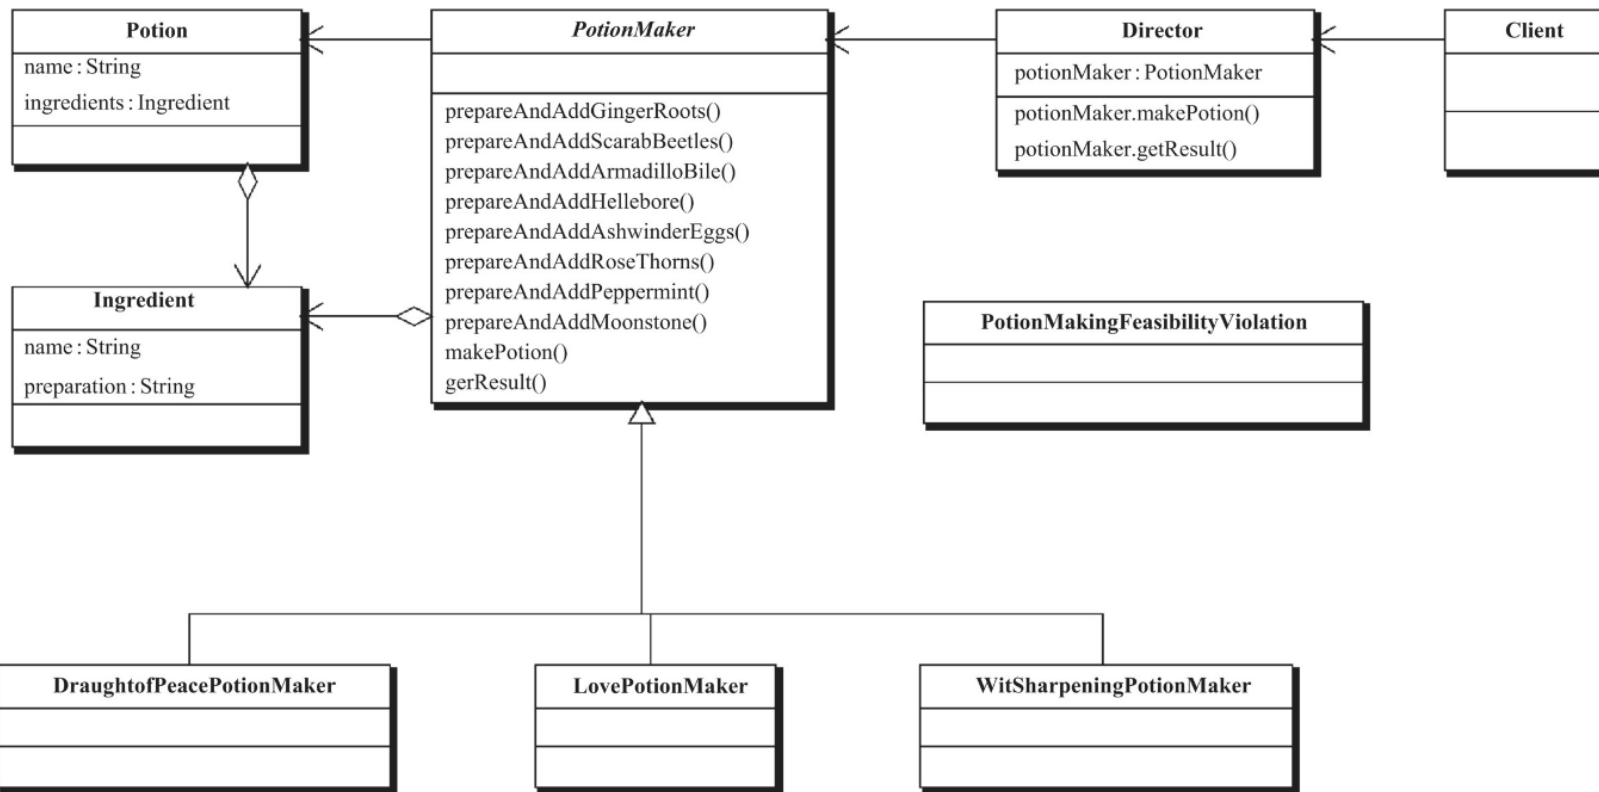 Potion
name : String
ingredients : Ingredient
PotionMaker
prepareAndAddGingerRoots()
prepareAndAddScarabBeetles()
prepareAndAddArmadilloBile()
prepareAndAddHellebore()
prepareAndAddAshwinderEggs()
prepareAndAddRoseThorns()
prepareAndAddPeppermint()
prepareAndAddMoonstone()
makePotion()
gerResult()
Director
potionMaker : PotionMaker
potionMaker.makePotion()
potionMaker.getResult()
Client
Ingredient
name : String
preparation : String
PotionMakingFeasibilityViolation
DraughtofPeacePotionMaker
LovePotionMaker
WitSharpeningPotionMaker